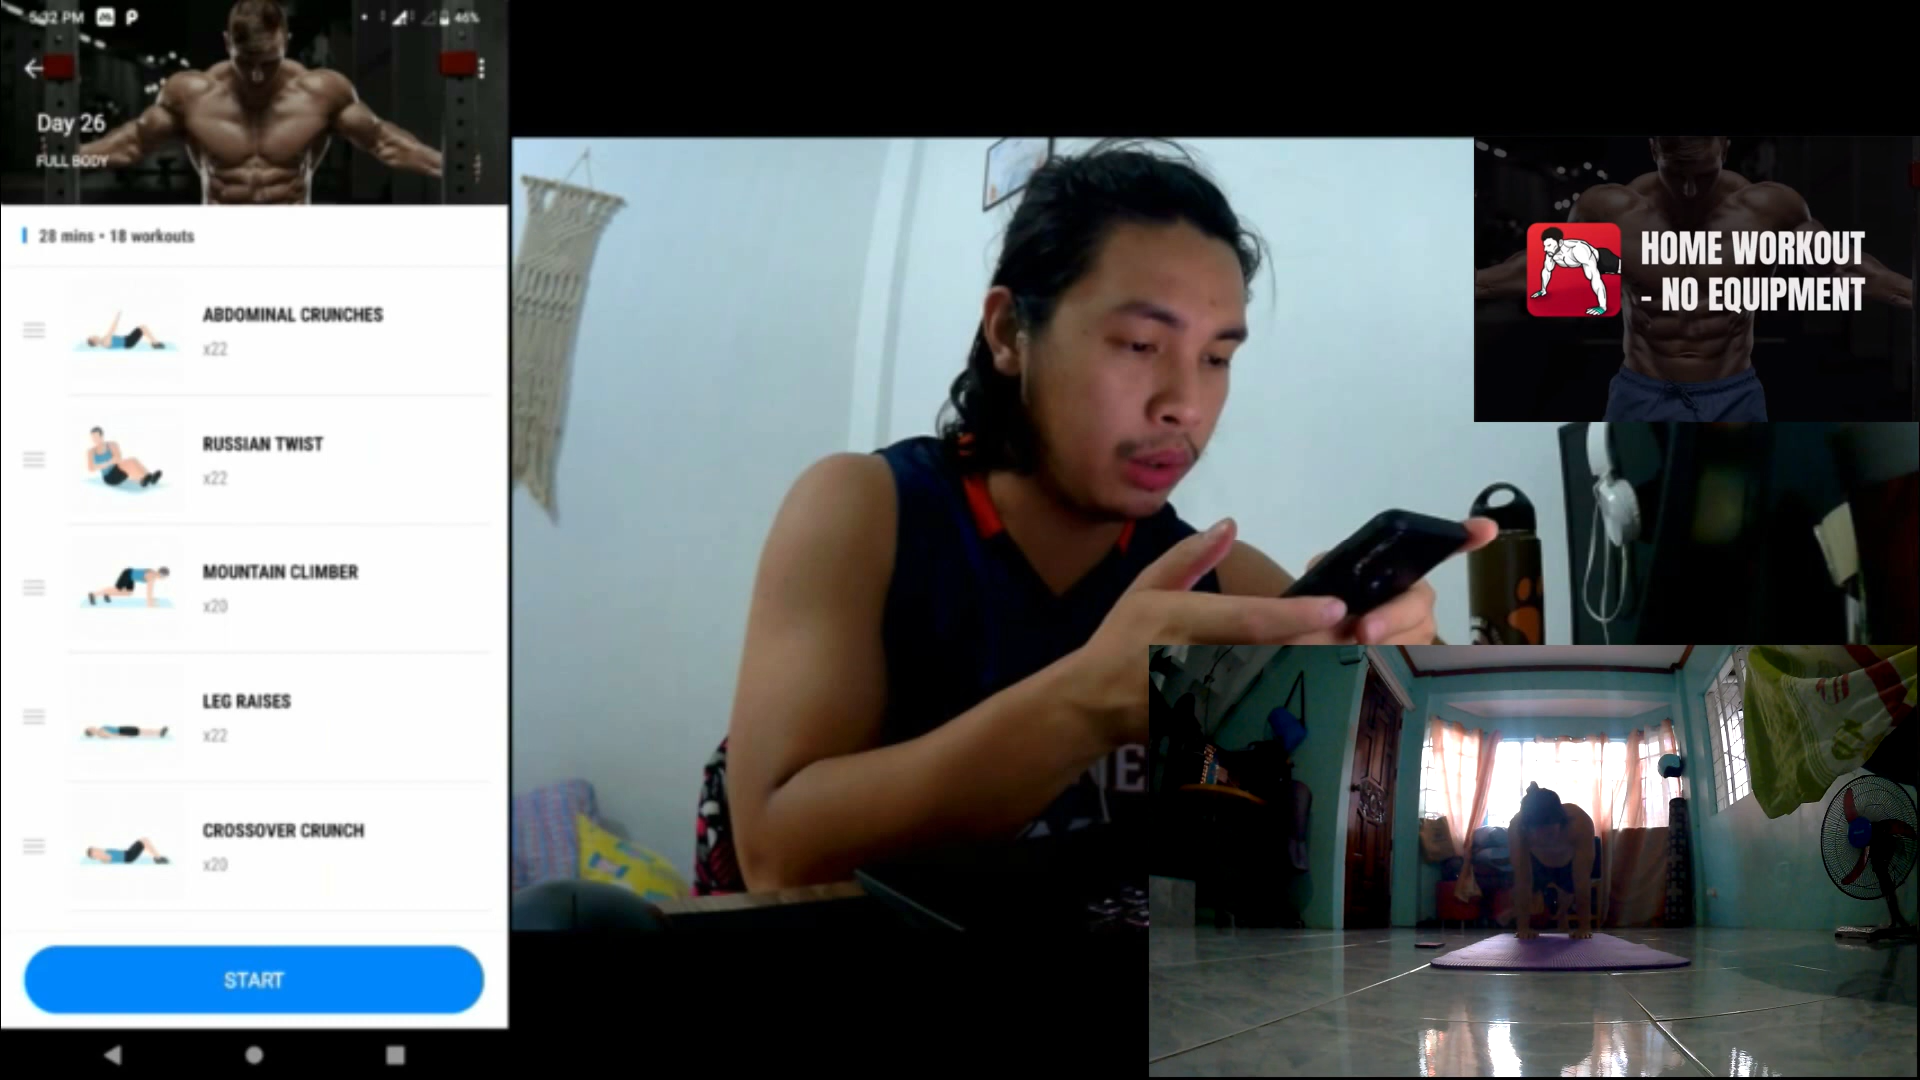 5:32 PM
46%
Day 26
FULL BODY
28 mins • 18 workouts
ABDOMINAL CRUNCHES
x22
RUSSIAN TWIST
x22
MOUNTAIN CLIMBER
x20
LEG RAISES
x22
CROSSOVER CRUNCH
x20
START
HOME WORKOUT
- NO EQUIPMENT
NE